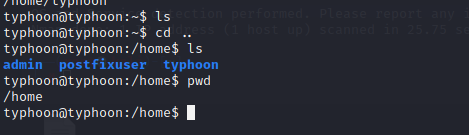 /home/typhoon
typhoon@typhoon:~$ ls
typhoon@typhoon:~$ cd ..
typhoon@typhoon:/home$ ls
admin  postfixuser  typhoon
typhoon@typhoon:/home$ pwd
/home
typhoon@typhoon:/home$